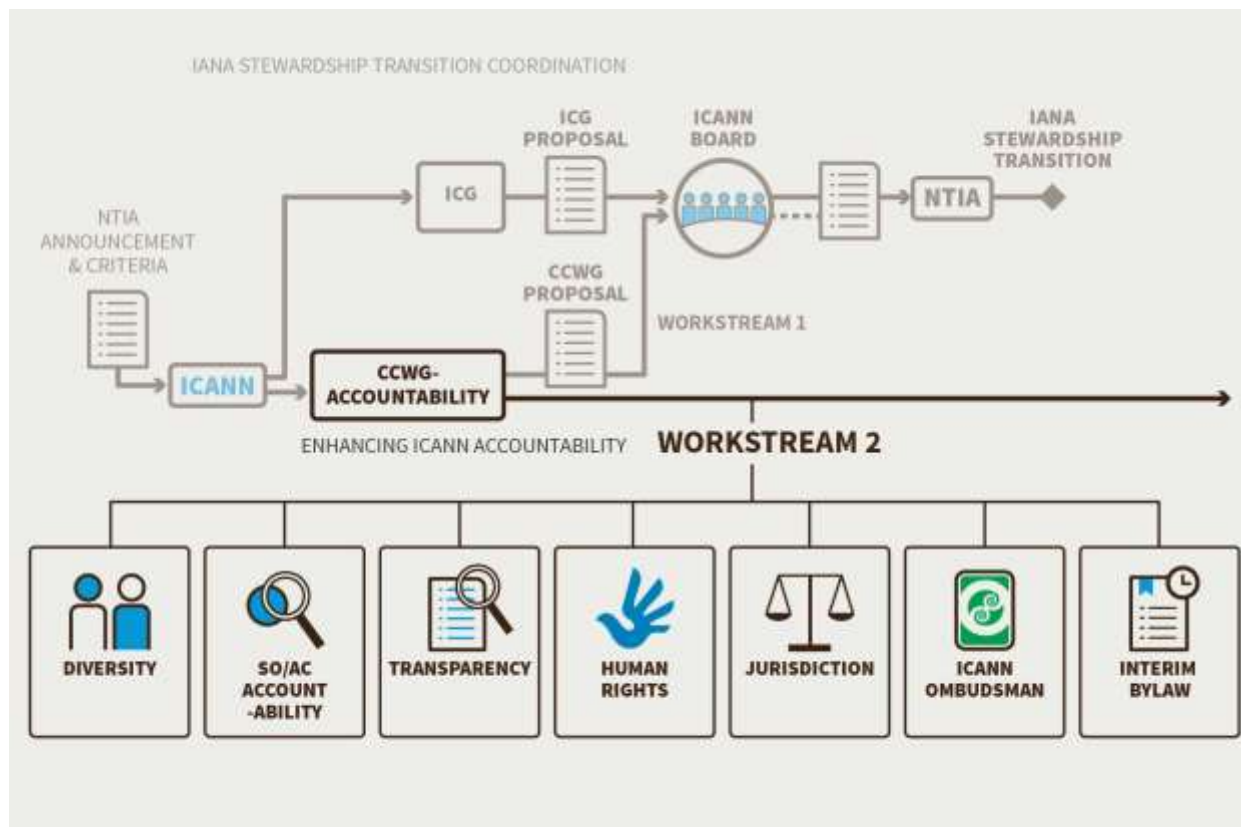 IANA STEWARDSHIP TRANSITION COORDINATION
ICG
PROPOSAL
ICANN
BOARD
IANA
STEWARDSHIP
TRANSITION
ICG
NTIA
NTIA
ANNOUNCEMENT
& CRITERIA
CCWG
PROPOSAL
WORKSTREAM 1
ICANN
CCWG-
ACCOUNTABILITY
ENHANCING ICANN ACCOUNTABILITY
WORKSTREAM 2
DIVERSITY
SO/AC
ACCOUNT
-ABILITY
TRANSPARENCY
HUMAN
RIGHTS
JURISDICTION
ICANN
OMBUDSMAN
INTERIM
BYLAW